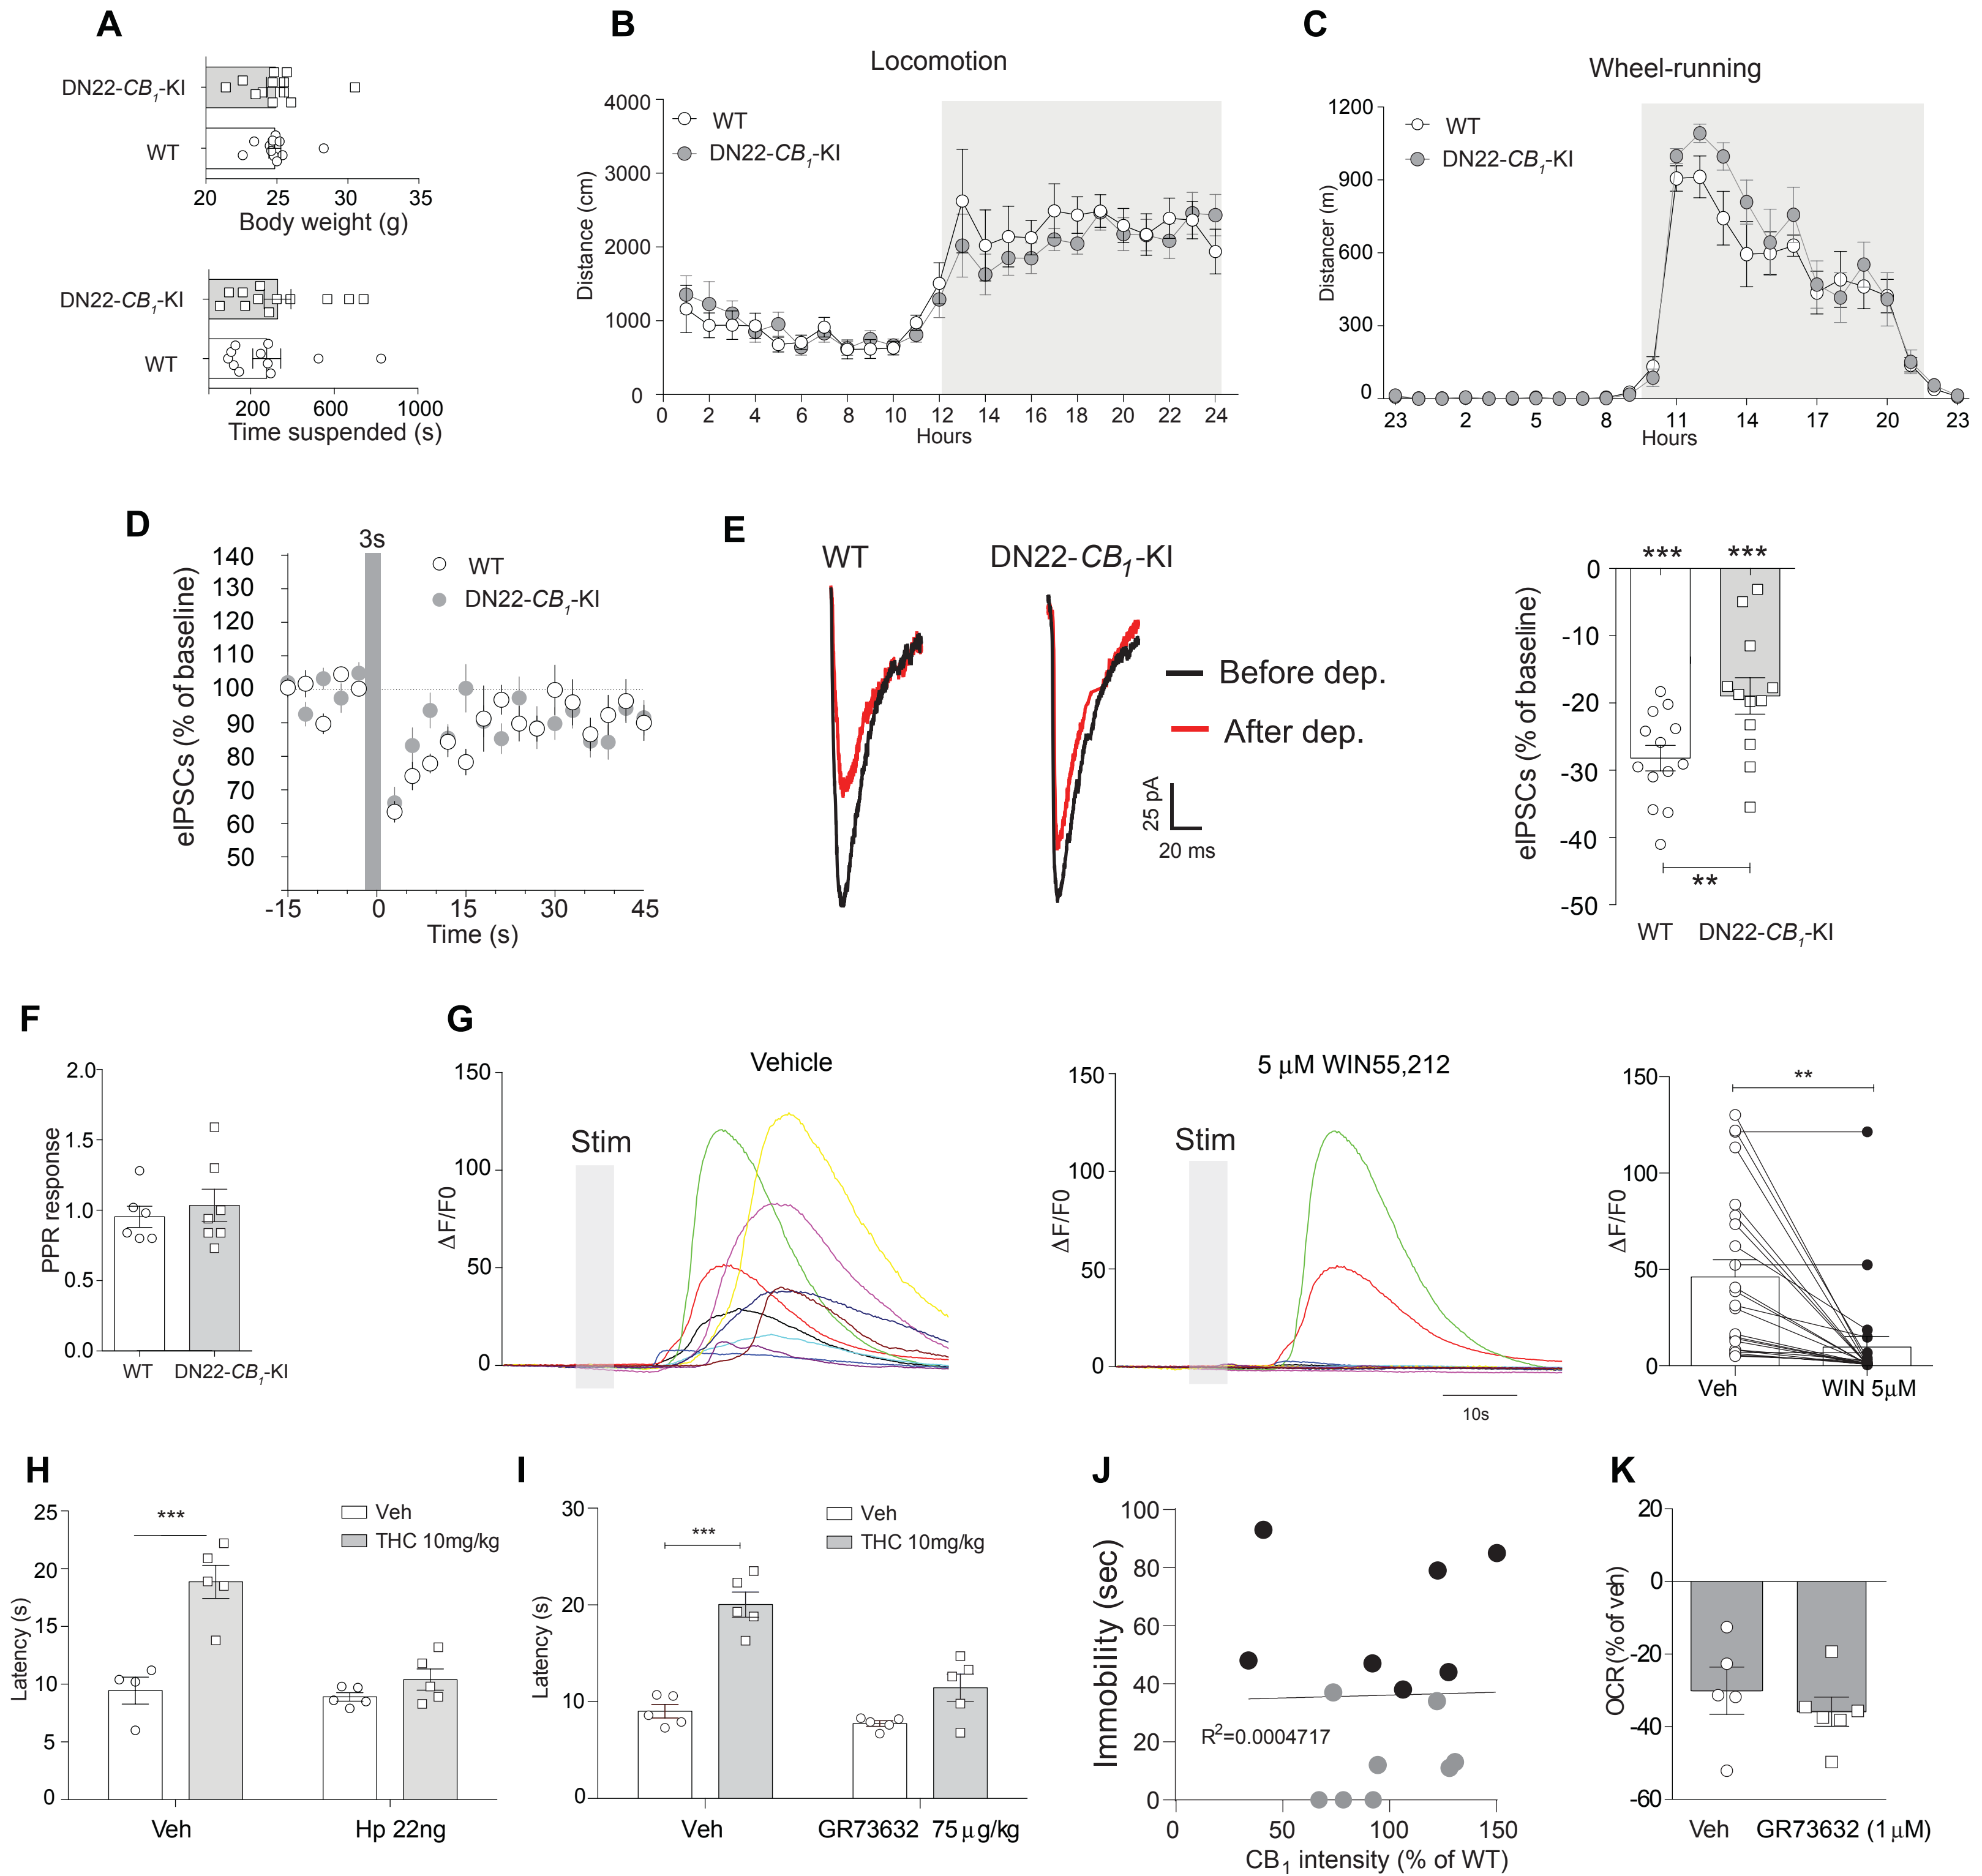 A
DN22-CB1-KI
WT
20 25 30 35
Body weight (g)
DN22-CB1-KI
WT
200 600 1000
Time suspended (s)
B
Locomotion
WT
DN22-CB1-KI
Distance (cm)
4000
3000
2000
1000
0
0 2 4 6 8 10 12 14 16 18 20 22 24
Hours
C
Wheel-running
WT
DN22-CB1-KI
Distancer (m)
1200
900
600
300
0
23 2 5 8 11 14 17 20 23
Hours
D
3s
WT
DN22-CB1-KI
eIPSCs (% of baseline)
140
130
120
110
100
90
80
70
60
50
-15 0 15 30 45
Time (s)
E
WT
DN22-CB1-KI
Before dep.
After dep.
25 pA
20 ms
eIPSCs (% of baseline)
*** ***
0
-10
-20
-30
-40
-50
**
WT DN22-CB1-KI
F
PPR response
2.0
1.5
1.0
0.5
0.0
WT DN22-CB1-KI
G
Vehicle
Stim
ΔF/F0
150
100
50
0
5 μM WIN55,212
Stim
ΔF/F0
150
100
50
0
10s
**
ΔF/F0
150
100
50
0
Veh WIN 5μM
H
***
Veh
THC 10mg/kg
Latency (s)
25
20
15
10
5
0
Veh Hp 22ng
I
***
Veh
THC 10mg/kg
Latency (s)
30
20
10
0
Veh GR73632 75μg/kg
J
Immobility (sec)
100
80
60
40
20
0
R2=0.0004717
0 50 100 150
CB1 intensity (% of WT)
K
OCR (% of veh)
20
0
-20
-40
-60
Veh GR73632 (1μM)